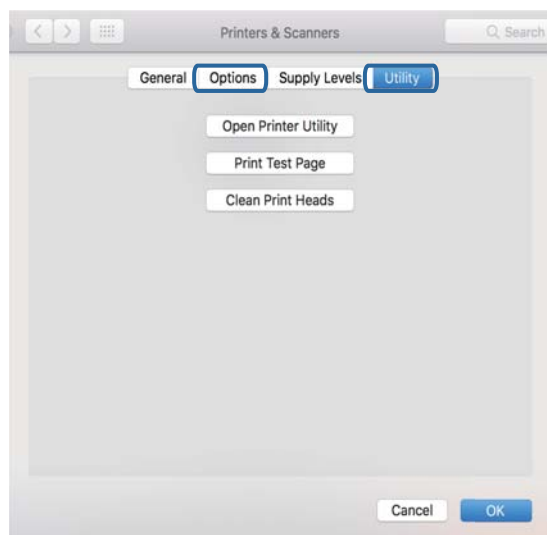 Printers & Scanners
Search
General Options Supply Levels Utility
Open Printer Utility
Print Test Page
Clean Print Heads
Cancel OK